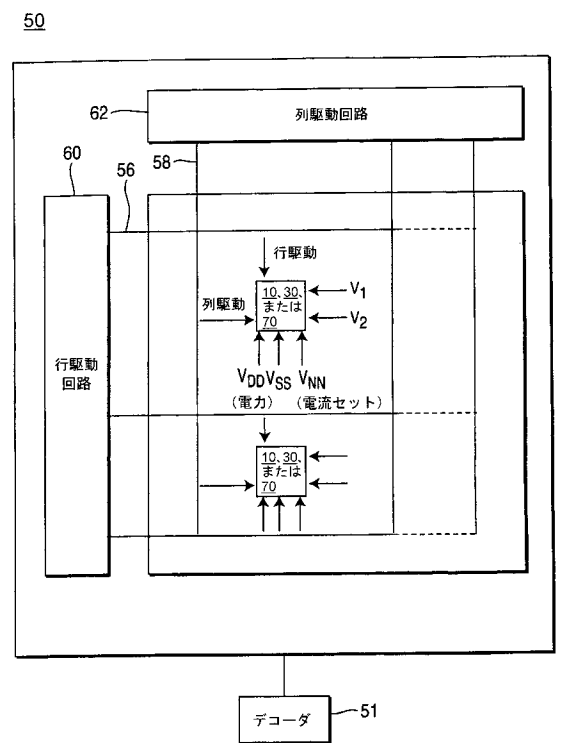 50
62
列駆動回路
58
60
56
行駆動
10、30、
または
70
V1
V2
列駆動
行駆動
回路
VDD VSS VNN
(電力) (電流セット)
10、30、
または
70
デコーダ
51